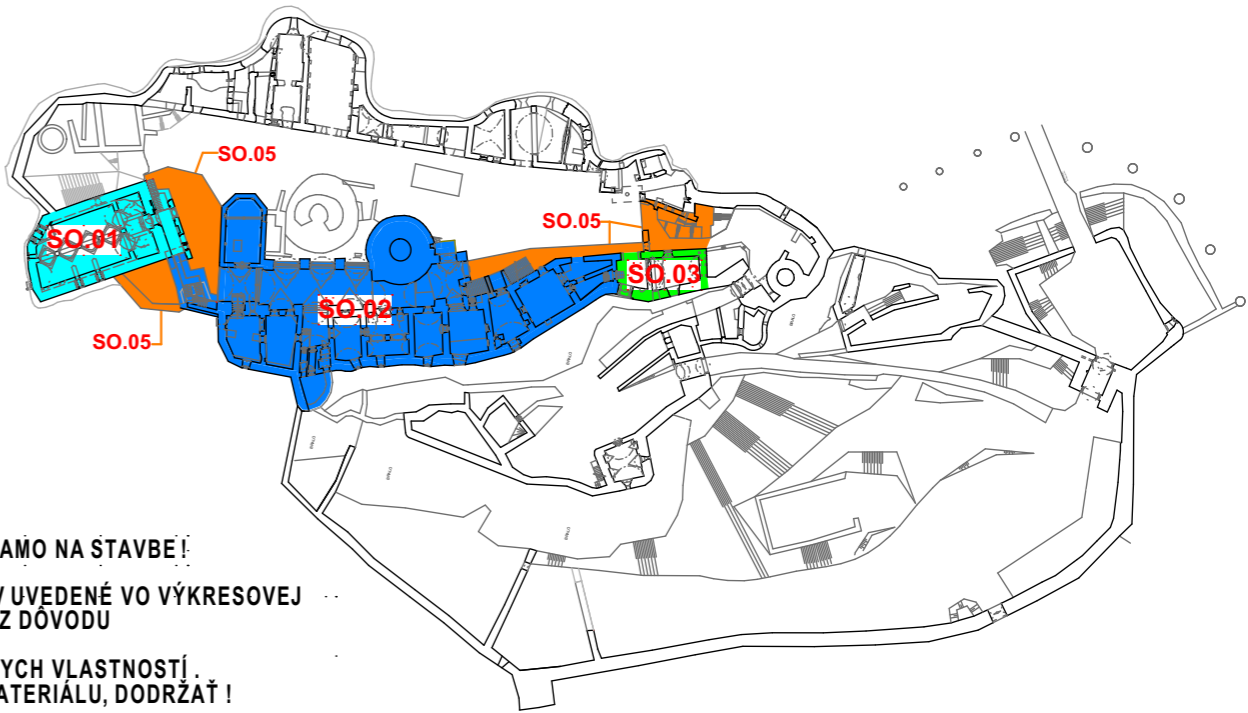 SO.05
SO.05
SO.01
SO.03
SO.02
SO.05
AMO NA STAVBE!
UVEDENÉ VO VÝKRESOVEJ
Z DÔVODU
YCH VLASTNOSTÍ.
ATERIÁLU, DODRŽAŤ !